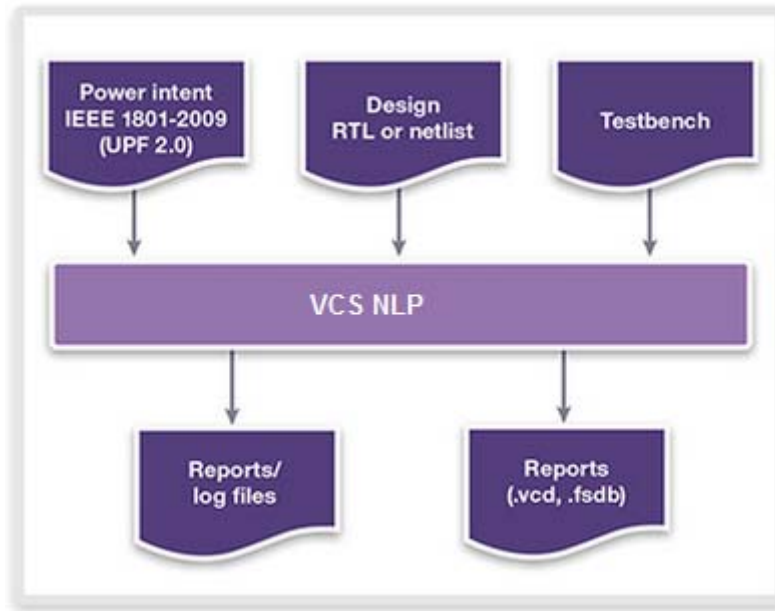 Power intent
IEEE 1801-2009
(UPF 2.0)
Design
RTL or netlist
Testbench
VCS NLP
Reports/
log files
Reports
(.vcd, .fsdb)